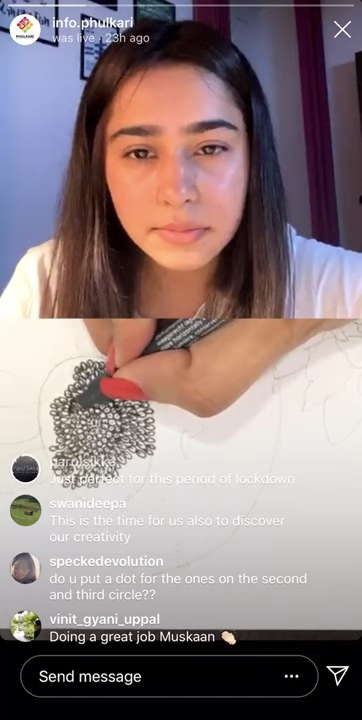 info.phulkari
was live · 23h ago
PHULKARI
Just perfect for this period of lockdown
swanideepa
This is the time for us also to discover
our creativity
speckedevolution
do u put a dot for the ones on the second
and third circle??
vinit_gyani_uppal
Doing a great job Muskaan 👏🏻
Send message